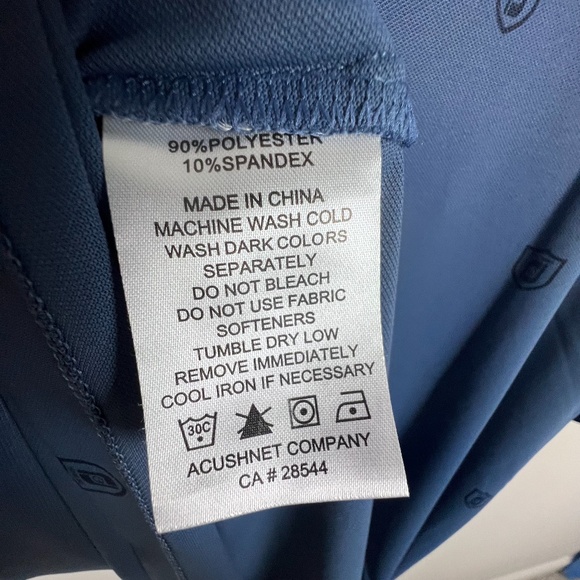 90%POLYESTER
10%SPANDEX
MADE IN CHINA
MACHINE WASH COLD
WASH DARK COLORS
SEPARATELY
DO NOT BLEACH
DO NOT USE FABRIC
SOFTENERS
TUMBLE DRY LOW
REMOVE IMMEDIATELY
COOL IRON IF NECESSARY
30C
ACUSHNET COMPANY
CA # 28544